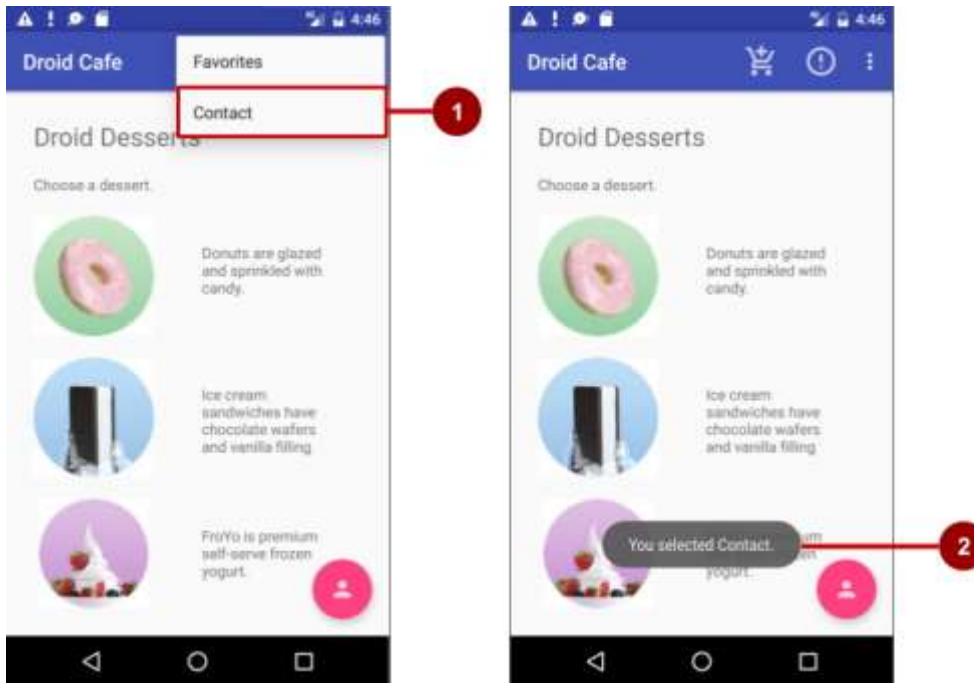 4:46
Droid Cafe
Favorites
Contact
1
Droid Desserts
Choose a dessert.
Donuts are glazed
and sprinkled with
candy.
Ice cream
sandwiches have
chocolate wafers
and vanilla filling
FroYo is premium
self-serve frozen
yogurt.
4:46
Droid Cafe
Droid Desserts
Choose a dessert.
Donuts are glazed
and sprinkled with
candy.
Ice cream
sandwiches have
chocolate wafers
and vanilla filling
You selected Contact.
2
yogurt.